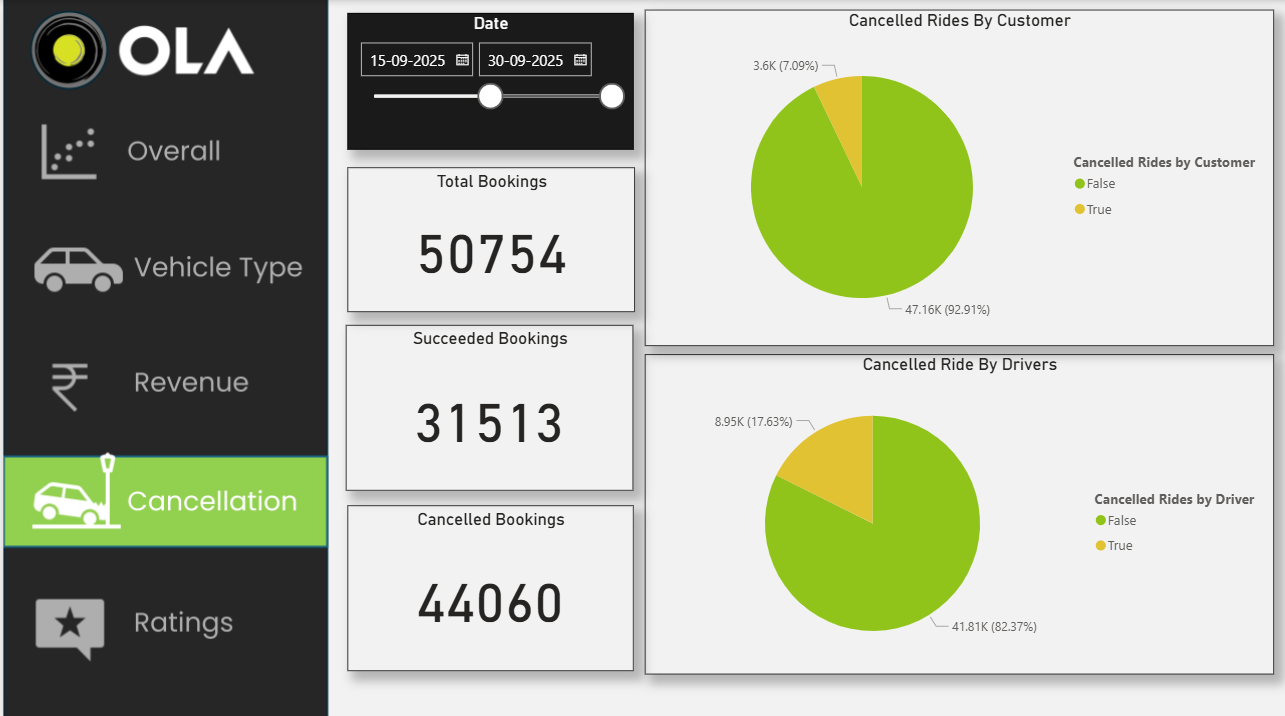 OLA
Overall
Vehicle Type
Revenue
Cancellation
Ratings
Date
15-09-2025 30-09-2025
Total Bookings
50754
Succeeded Bookings
31513
Cancelled Bookings
44060
Cancelled Rides By Customer
3.6K (7.09%)
47.16K (92.91%)
Cancelled Rides by Customer
False
True
Cancelled Ride By Drivers
8.95K (17.63%)
41.81K (82.37%)
Cancelled Rides by Driver
False
True